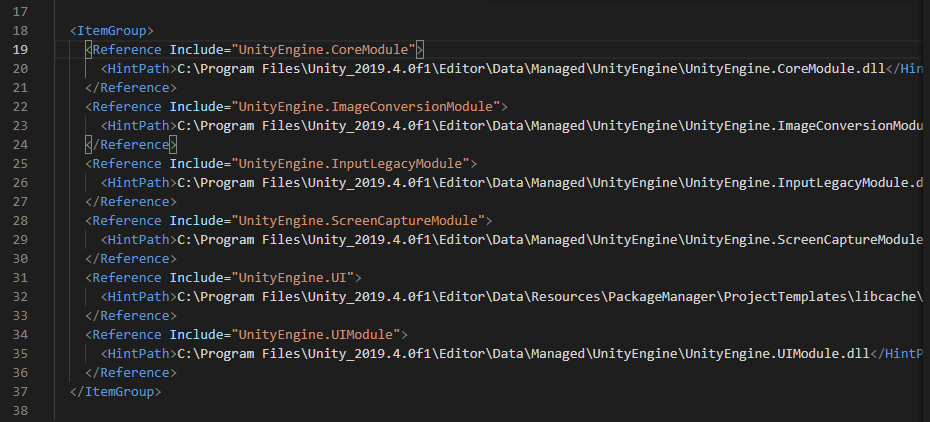 17
18 <ItemGroup>
19 <Reference Include="UnityEngine.CoreModule">
20 <HintPath>C:\Program Files\Unity_2019.4.0f1\Editor\Data\Managed\UnityEngine\UnityEngine.CoreModule.dll</Hin
21 </Reference>
22 <Reference Include="UnityEngine.ImageConversionModule">
23 <HintPath>C:\Program Files\Unity_2019.4.0f1\Editor\Data\Managed\UnityEngine\UnityEngine.ImageConversionModu
24 </Reference>
25 <Reference Include="UnityEngine.InputLegacyModule">
26 <HintPath>C:\Program Files\Unity_2019.4.0f1\Editor\Data\Managed\UnityEngine\UnityEngine.InputLegacyModule.d
27 </Reference>
28 <Reference Include="UnityEngine.ScreenCaptureModule">
29 <HintPath>C:\Program Files\Unity_2019.4.0f1\Editor\Data\Managed\UnityEngine\UnityEngine.ScreenCaptureModule
30 </Reference>
31 <Reference Include="UnityEngine.UI">
32 <HintPath>C:\Program Files\Unity_2019.4.0f1\Editor\Data\Resources\PackageManager\ProjectTemplates\libcache\
33 </Reference>
34 <Reference Include="UnityEngine.UIModule">
35 <HintPath>C:\Program Files\Unity_2019.4.0f1\Editor\Data\Managed\UnityEngine\UnityEngine.UIModule.dll</HintP
36 </Reference>
37 </ItemGroup>
38